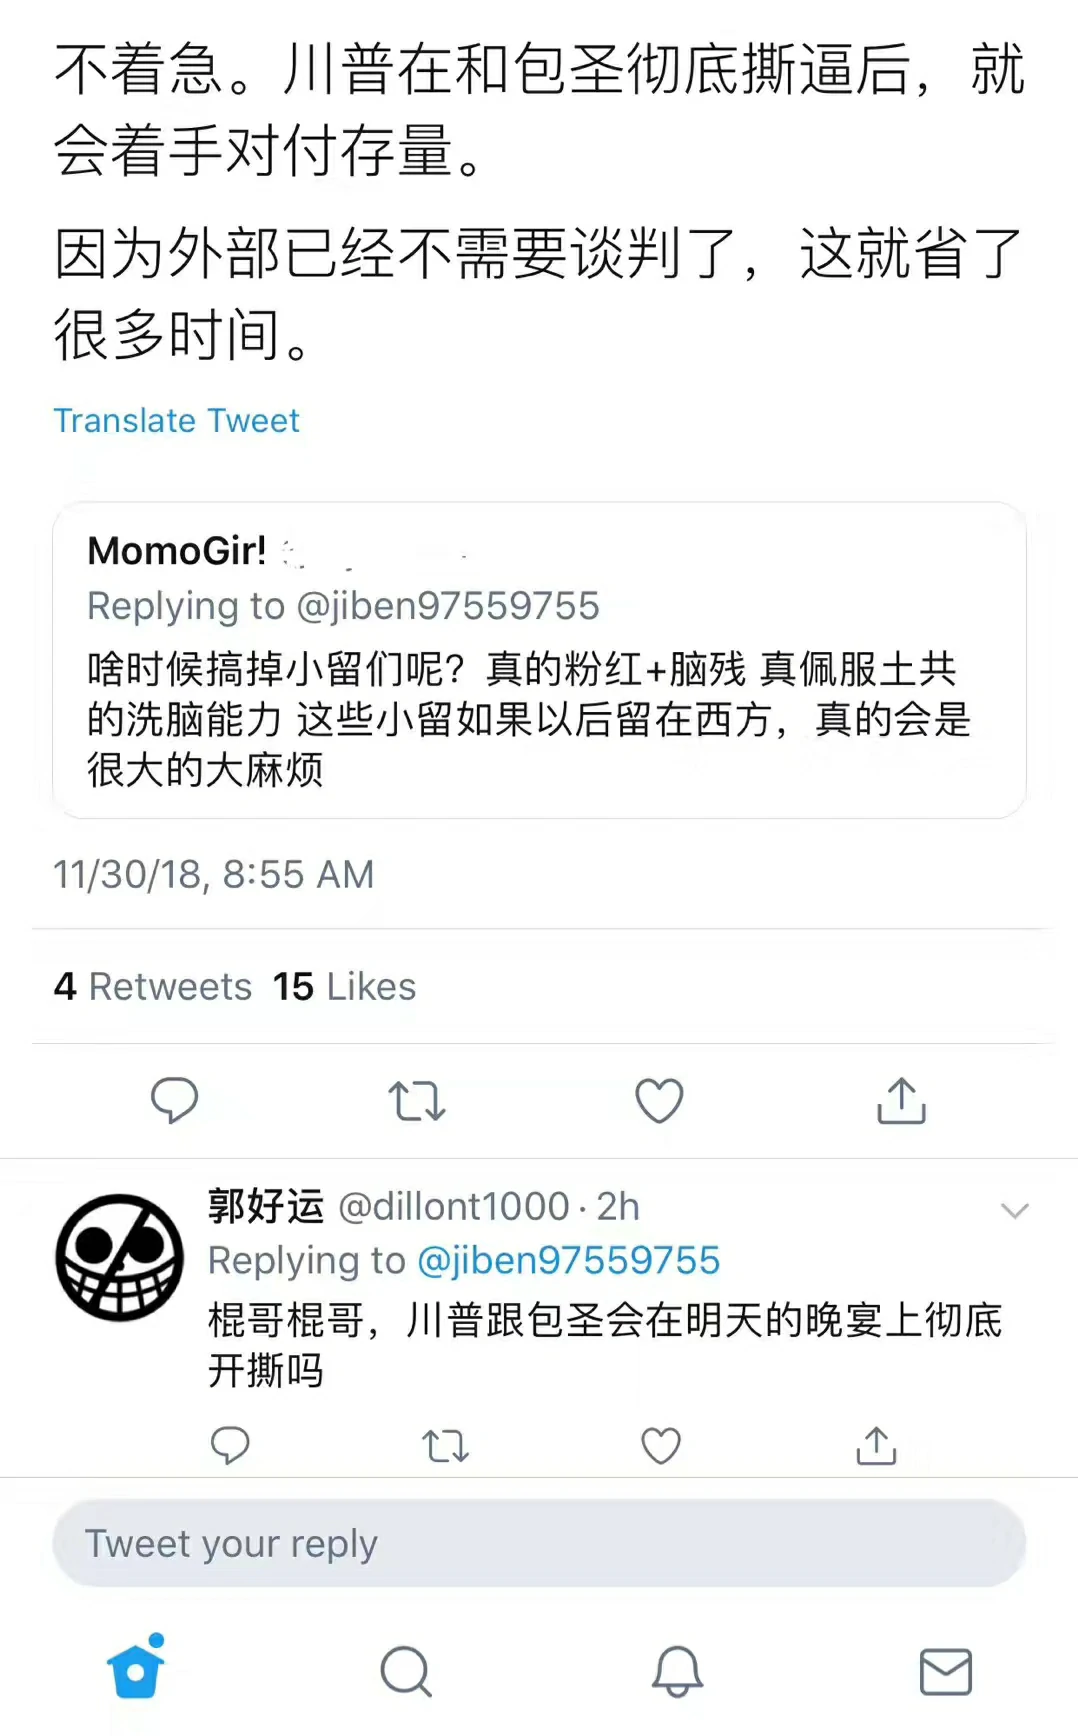 不着急。川普在和包圣彻底撕逼后，就
会着手对付存量。
因为外部已经不需要谈判了，这就省了
很多时间。
Translate Tweet
MomoGir!
Replying to @jiben97559755
啥时候搞掉小留们呢？真的粉红+脑残 真佩服土共
的洗脑能力 这些小留如果以后留在西方，真的会是
很大的大麻烦
11/30/18, 8:55 AM
4 Retweets 15 Likes
郭好运 @dillont1000 · 2h
Replying to @jiben97559755
棍哥棍哥，川普跟包圣会在明天的晚宴上彻底
开撕吗
Tweet your reply